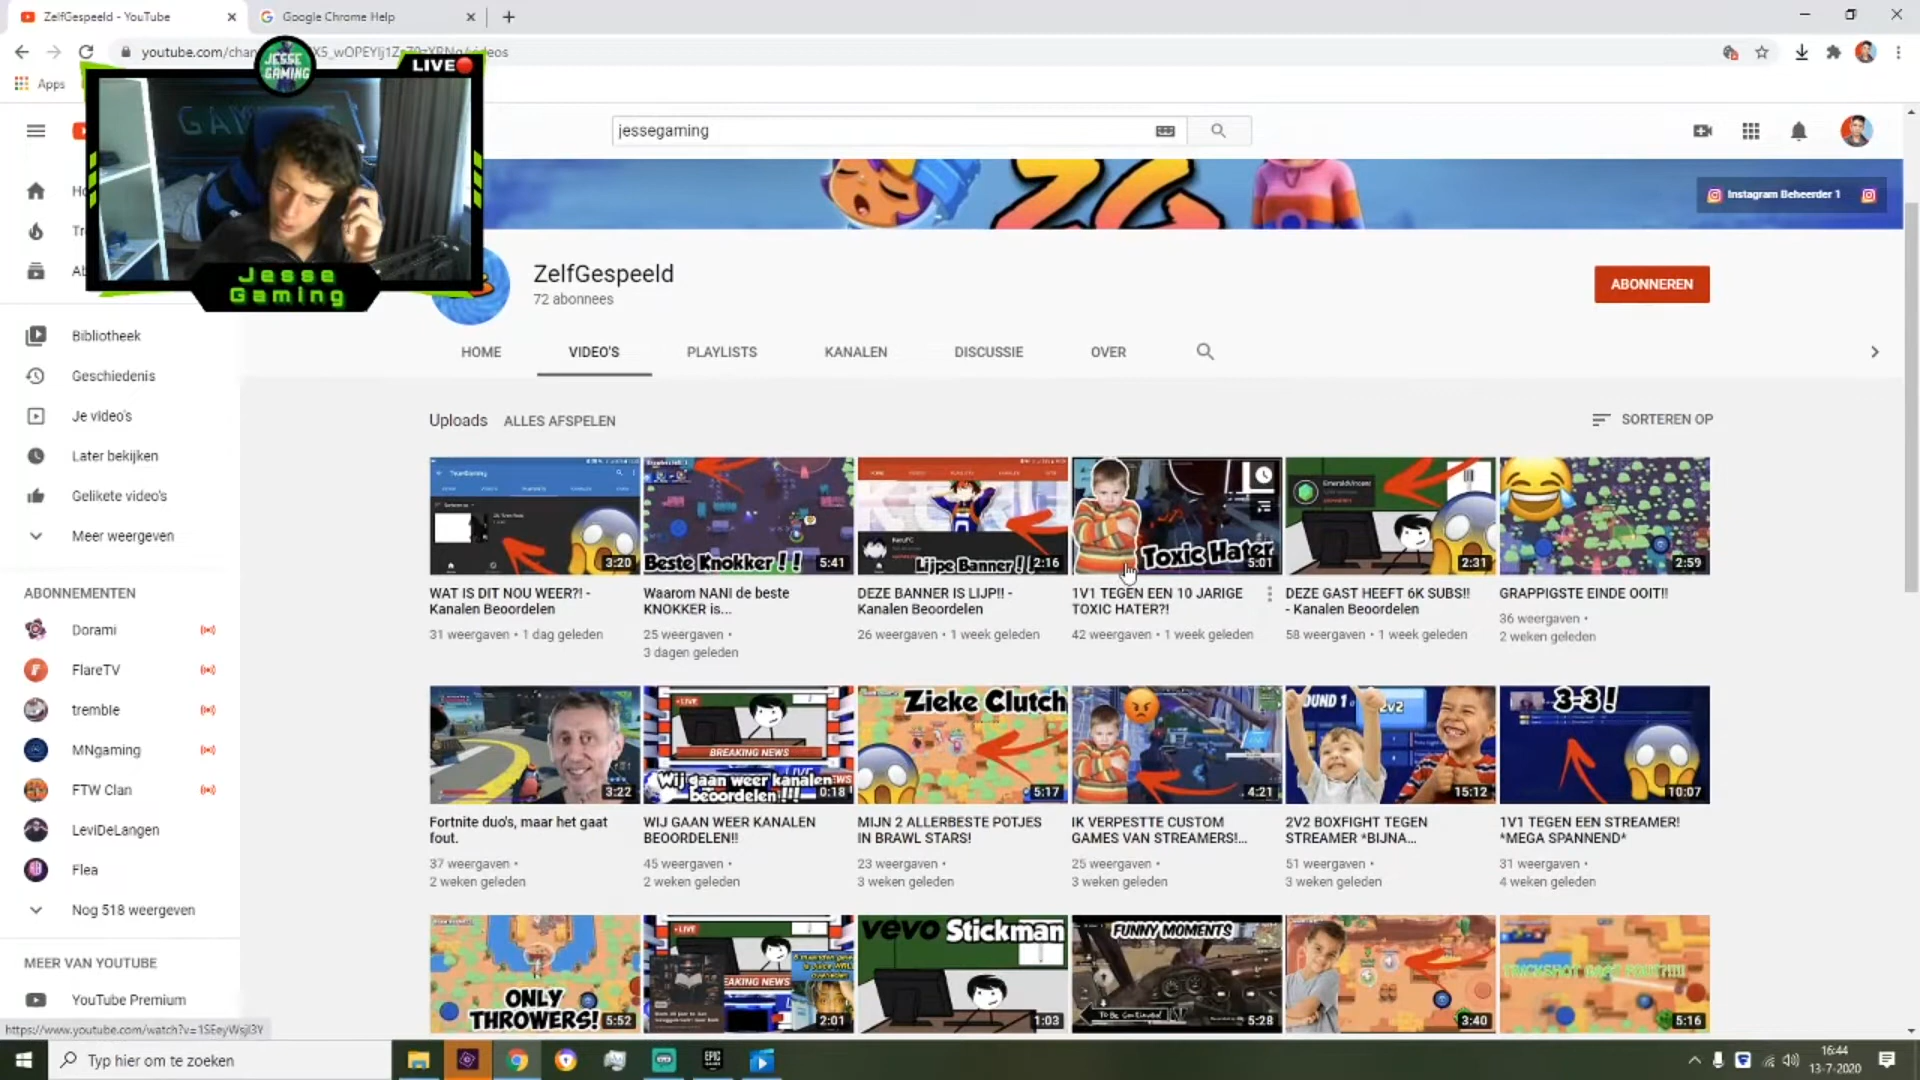 ZelfGespeeld - YouTube
Google Chrome Help
youtube.com/chan
Apps
LIVE
JESSE GAMING
Jesse
Gaming
jessegaming
ZG
Instagram Beheerder 1
ZelfGespeeld
72 abonnees
ABONNEREN
HOME
VIDEO'S
PLAYLISTS
KANALEN
DISCUSSIE
OVER
Bibliotheek
Geschiedenis
Je video's
Later bekijken
Gelikete video's
Meer weergeven
ABONNEMENTEN
Dorami
FlareTV
tremble
MNgaming
FTW Clan
LeviDeLangen
Flea
Nog 518 weergeven
MEER VAN YOUTUBE
YouTube Premium
Uploads
ALLES AFSPELEN
SORTEREN OP
3:20
Beste Knokker !!
5:41
Lijpe Banner!!
2:16
Toxic Hater
5:01
2:31
2:59
WAT IS DIT NOU WEER?! -
Kanalen Beoordelen
31 weergaven • 1 dag geleden
Waarom NANI de beste
KNOKKER is...
25 weergaven •
3 dagen geleden
DEZE BANNER IS LIJP!! -
Kanalen Beoordelen
26 weergaven • 1 week geleden
1V1 TEGEN EEN 10 JARIGE
TOXIC HATER?!
42 weergaven • 1 week geleden
DEZE GAST HEEFT 6K SUBS!!
- Kanalen Beoordelen
58 weergaven • 1 week geleden
GRAPPIGSTE EINDE OOIT!!
36 weergaven •
2 weken geleden
3:22
LIVE
BREAKING NEWS
Wij gaan weer kanalen
beoordelen!!!
0:18
Zieke Clutch
5:17
4:21
2v2
15:12
3-3!
10:07
Fortnite duo's, maar het gaat
fout.
37 weergaven •
2 weken geleden
WIJ GAAN WEER KANALEN
BEOORDELEN!!
45 weergaven •
2 weken geleden
MIJN 2 ALLERBESTE POTJES
IN BRAWL STARS!
23 weergaven •
3 weken geleden
IK VERPESTTE CUSTOM
GAMES VAN STREAMERS!...
25 weergaven •
3 weken geleden
2V2 BOXFIGHT TEGEN
STREAMER *BIJNA...
51 weergaven •
3 weken geleden
1V1 TEGEN EEN STREAMER!
*MEGA SPANNEND*
31 weergaven •
4 weken geleden
ONLY
THROWERS!
5:52
LIVE
2:01
vevo Stickman
1:03
FUNNY MOMENTS
5:28
3:40
5:16
https://www.youtube.com/watch?v=1SEeyWsjI3Y
Typ hier om te zoeken
16:44
13-7-2020